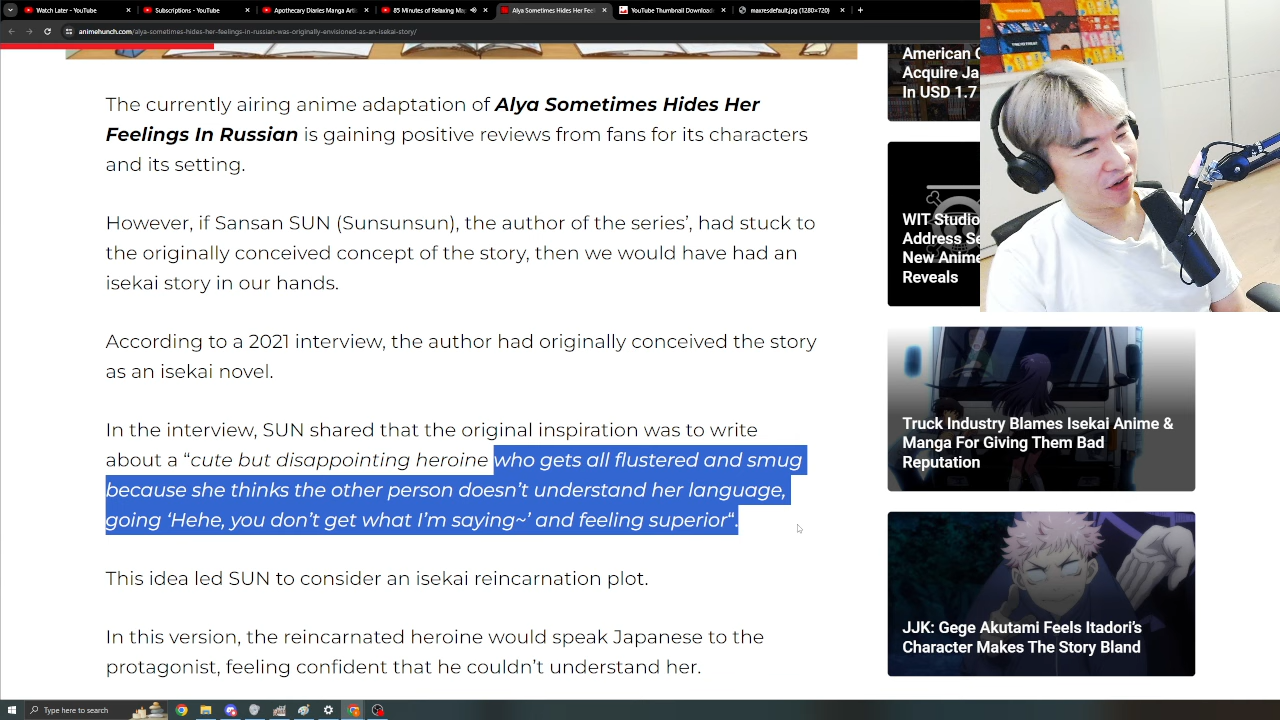 Watch Later - YouTube
Subscriptions - YouTube
Apothecary Diaries Manga Arti
85 Minutes of Reading Ma
Alya Sometimes Hides Her Feel
YouTube Thumbnail Download
maxresdefault.jpg (1280×720)
animehunch.com/alya-sometimes-hides-her-feelings-in-russian-was-originally-envisioned-as-an-isekai-story/
The currently airing anime adaptation of Alya Sometimes Hides Her
Feelings In Russian is gaining positive reviews from fans for its characters
and its setting.
However, if Sansan SUN (Sunsunsun), the author of the series’, had stuck to
the originally conceived concept of the story, then we would have had an
isekai story in our hands.
According to a 2021 interview, the author had originally conceived the story
as an isekai novel.
In the interview, SUN shared that the original inspiration was to write
about a “cute but disappointing heroine who gets all flustered and smug
because she thinks the other person doesn’t understand her language,
going ‘Hehe, you don’t get what I’m saying~’ and feeling superior“.
This idea led SUN to consider an isekai reincarnation plot.
In this version, the reincarnated heroine would speak Japanese to the
protagonist, feeling confident that he couldn’t understand her.
American
Acquire Ja
In USD 1.7
WIT Studio
Address Se
New Anime
Reveals
Truck Industry Blames Isekai Anime &
Manga For Giving Them Bad
Reputation
JJK: Gege Akutami Feels Itadori’s
Character Makes The Story Bland
Type here to search